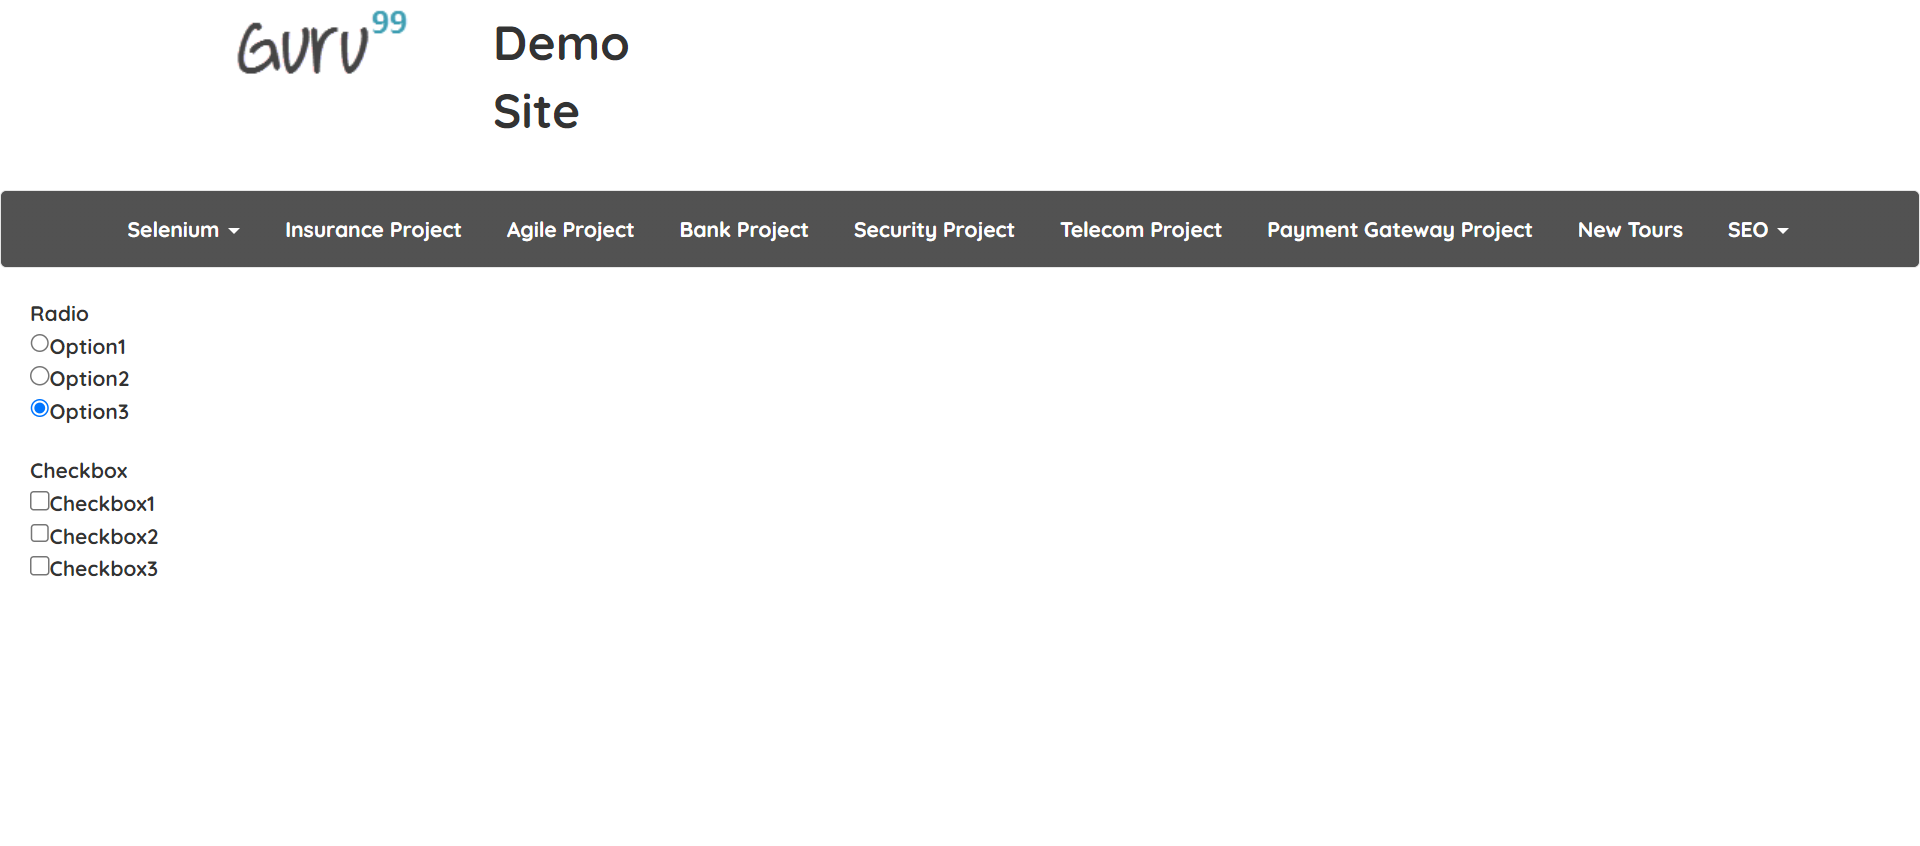 Guru99
Demo
Site
Selenium Insurance Project Agile Project Bank Project Security Project Telecom Project Payment Gateway Project New Tours SEO
Radio
Option1
Option2
Option3
Checkbox
Checkbox1
Checkbox2
Checkbox3